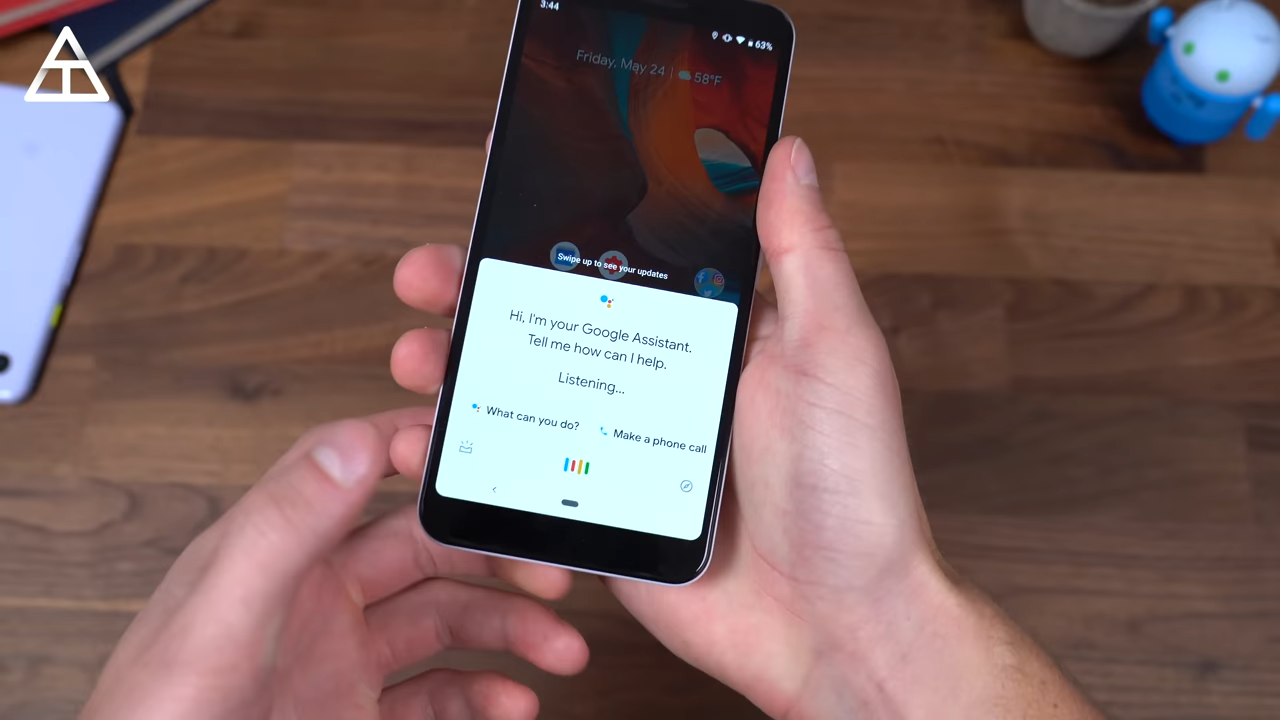 3:44
63%
Friday, May 24 | 58°F
Swipe up to see your updates
Hi, I'm your Google Assistant.
Tell me how can I help.
Listening...
What can you do?
Make a phone call